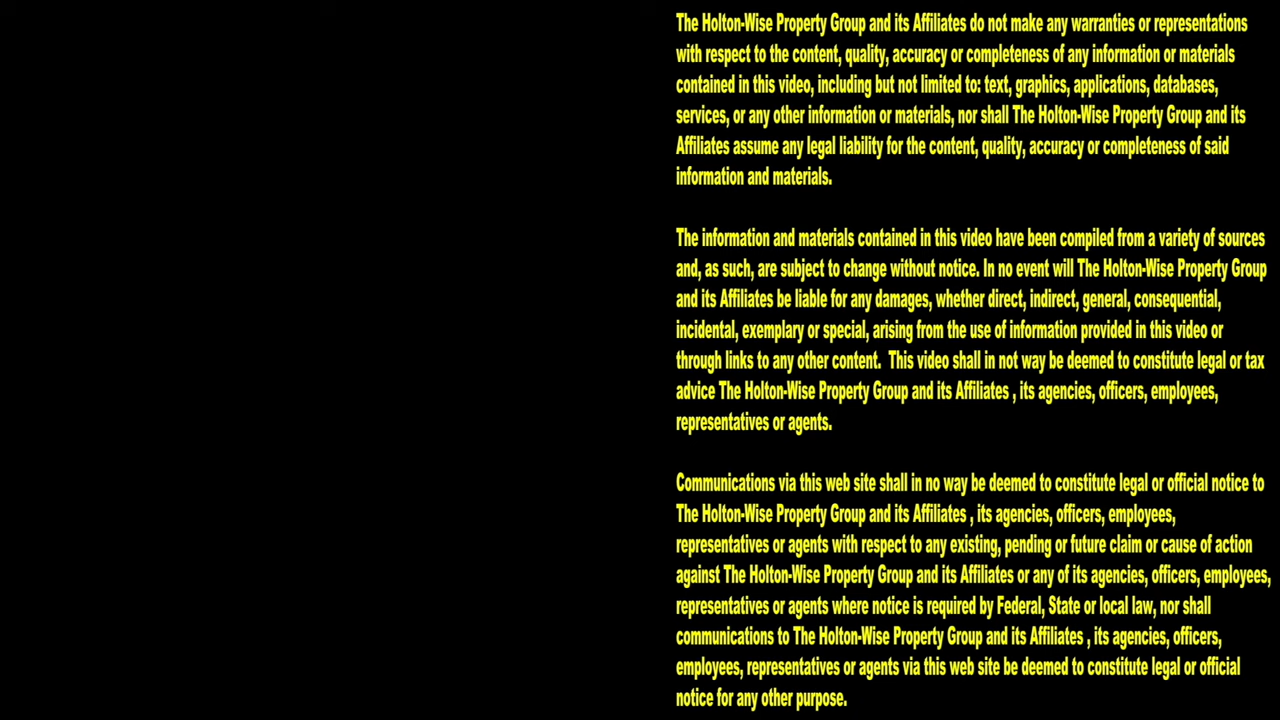 The Holton-Wise Property Group and its Affiliates do not make any warranties or representations
with respect to the content, quality, accuracy or completeness of any information or materials
contained in this video, including but not limited to: text, graphics, applications, databases,
services, or any other information or materials, nor shall The Holton-Wise Property Group and its
Affiliates assume any legal liability for the content, quality, accuracy or completeness of said
information and materials.
The information and materials contained in this video have been compiled from a variety of sources
and, as such, are subject to change without notice. In no event will The Holton-Wise Property Group
and its Affiliates be liable for any damages, whether direct, indirect, general, consequential,
incidental, exemplary or special, arising from the use of information provided in this video or
through links to any other content.  This video shall in not way be deemed to constitute legal or tax
advice The Holton-Wise Property Group and its Affiliates , its agencies, officers, employees,
representatives or agents.
Communications via this web site shall in no way be deemed to constitute legal or official notice to
The Holton-Wise Property Group and its Affiliates , its agencies, officers, employees,
representatives or agents with respect to any existing, pending or future claim or cause of action
against The Holton-Wise Property Group and its Affiliates or any of its agencies, officers, employees,
representatives or agents where notice is required by Federal, State or local law, nor shall
communications to The Holton-Wise Property Group and its Affiliates , its agencies, officers,
employees, representatives or agents via this web site be deemed to constitute legal or official
notice for any other purpose.